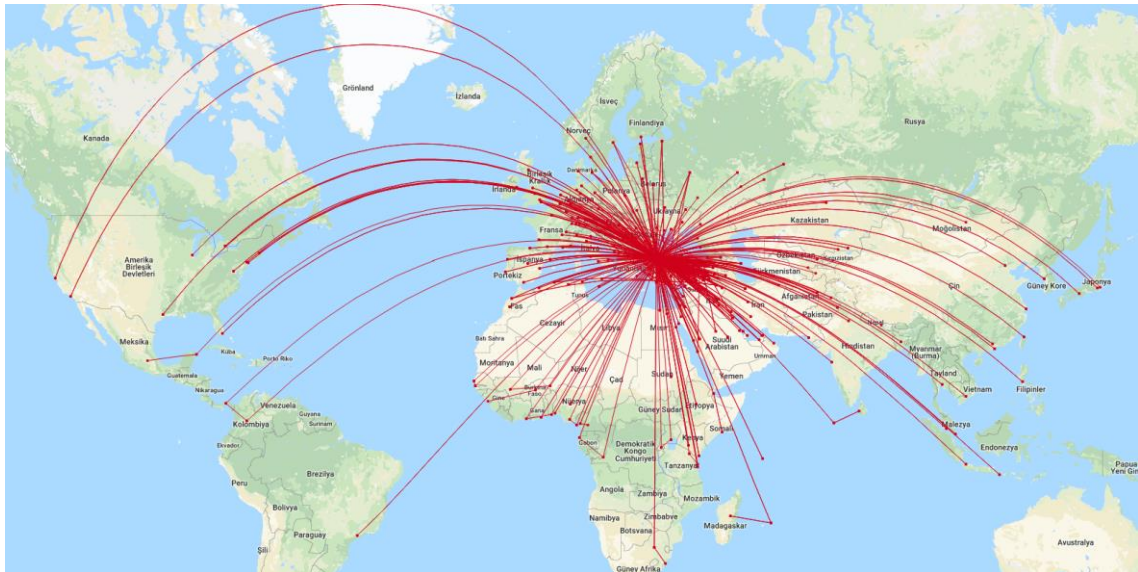 Grönland
İzlanda
İsveç
Finlandiya
Norveç
Rusya
Kanada
Danimarka
Birleşik
Krallık
İrlanda
Polonya
Belarus
Ukrayna
Fransa
Kazakistan
Moğolistan
Amerika
Birleşik
Devletleri
İspanya
Portekiz
Özbekistan
Kırgızistan
Türkmenistan
Çin
Güney Kore
Japonya
Tunus
Fas
Irak
İran
Afganistan
Pakistan
Nepal
Cezayir
Libya
Mısır
Batı Sahra
Suudi
Arabistan
Umman
Hindistan
Myanmar
(Burma)
Meksika
Küba
Porto Riko
Guatemala
Nikaragua
Moritanya
Mali
Nijer
Çad
Sudan
Yemen
Tayland
Vietnam
Filipinler
Burkina
Faso
Gine
Gana
Nijerya
Güney Sudan
Etiyopya
Somali
Venezuela
Guyana
Surinam
Kolombiya
Ekvador
Malezya
Endonezya
Gabon
Demokratik
Kongo
Cumhuriyeti
Kenya
Tanzanya
Papua
Yeni Gin
Brezilya
Peru
Bolivya
Angola
Zambiya
Mozambik
Namibya
Zimbabve
Botsvana
Madagaskar
Paraguay
Şili
Güney Afrika
Avustralya